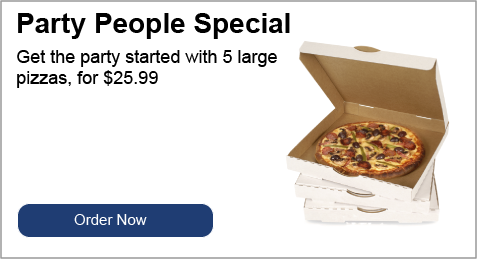 Party People Special
Get the party started with 5 large
pizzas, for $25.99
Order Now